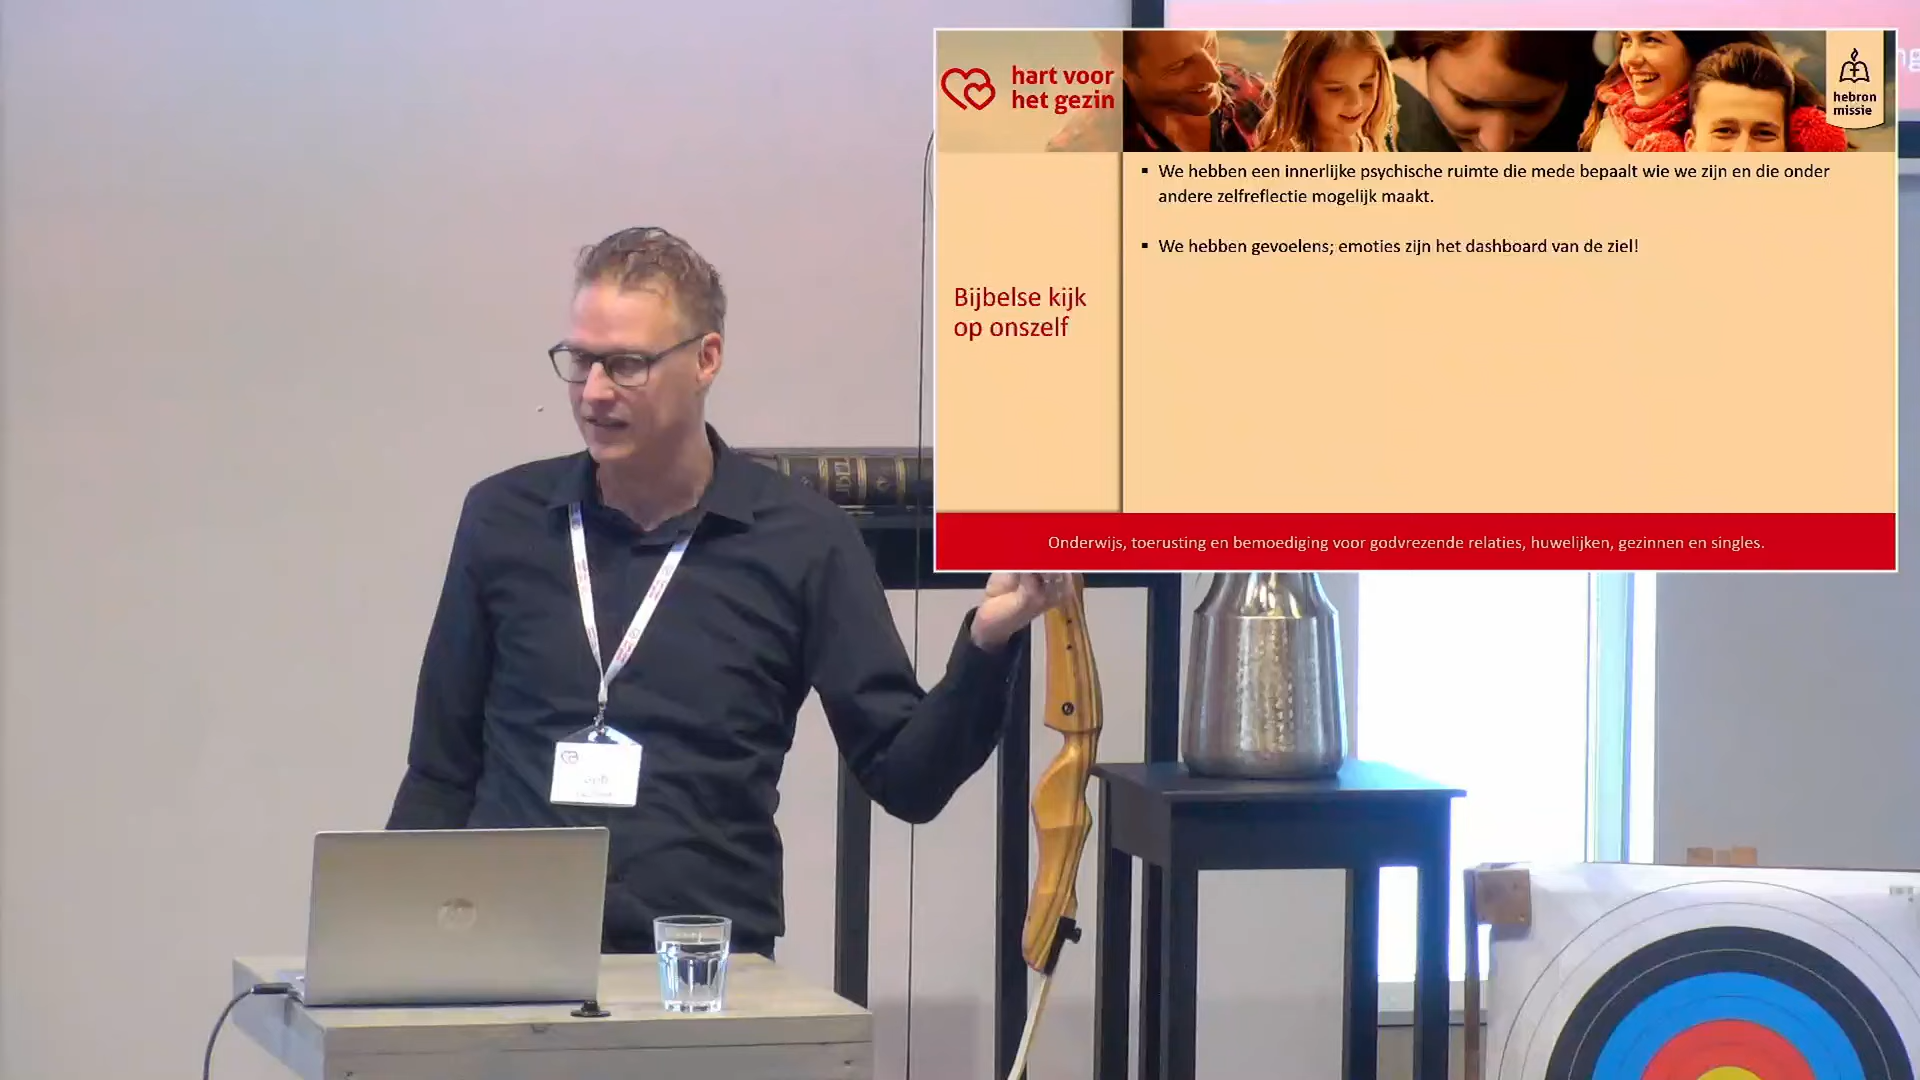 hart voor
het gezin
hebron
missie
▪ We hebben een innerlijke psychische ruimte die mede bepaalt wie we zijn en die onder
andere zelfreflectie mogelijk maakt.
▪ We hebben gevoelens; emoties zijn het dashboard van de ziel!
Bijbelse kijk
op onszelf
Onderwijs, toerusting en bemoediging voor godvrezende relaties, huwelijken, gezinnen en singles.